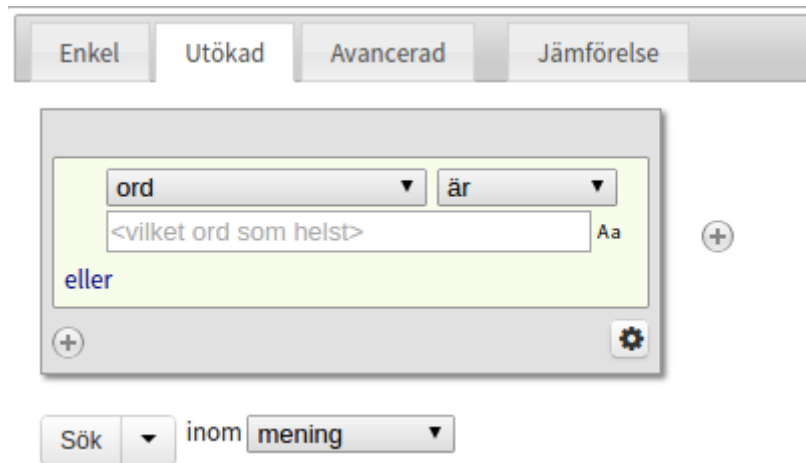 Enkel Utökad Avancerad Jämförelse
ord är
<vilket ord som helst> Aa
eller
Sök inom mening